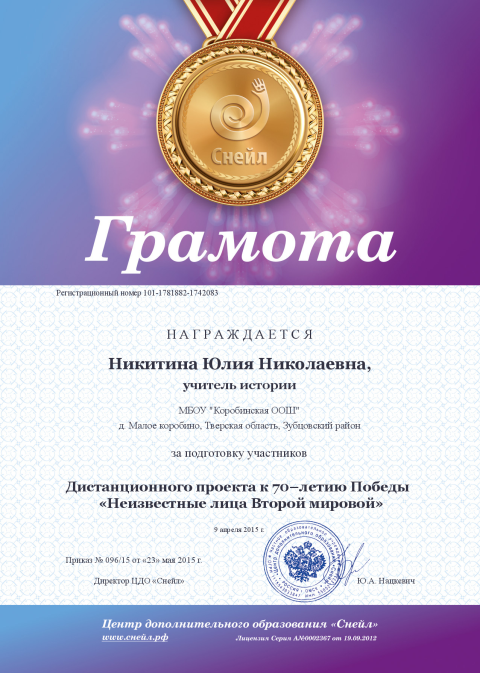 Снейл
Грамота
Регистрационный номер 101-1781882-1742083
НАГРАЖДАЕТСЯ
Никитина Юлия Николаевна,
учитель истории
МБОУ "Коробинская ООШ"
д. Малое коробино, Тверская область, Зубцовский район
за подготовку участников
Дистанционного проекта к 70–летию Победы
«Неизвестные лица Второй мировой»
9 апреля 2015 г.
Приказ № 096/15 от «23» мая 2015 г.
Директор ЦДО «Снейл»
Ю.А. Нацкевич
Центр дополнительного образования «Снейл»
www.снейл.рф
Лицензия Серия А№0002367 от 19.09.2012